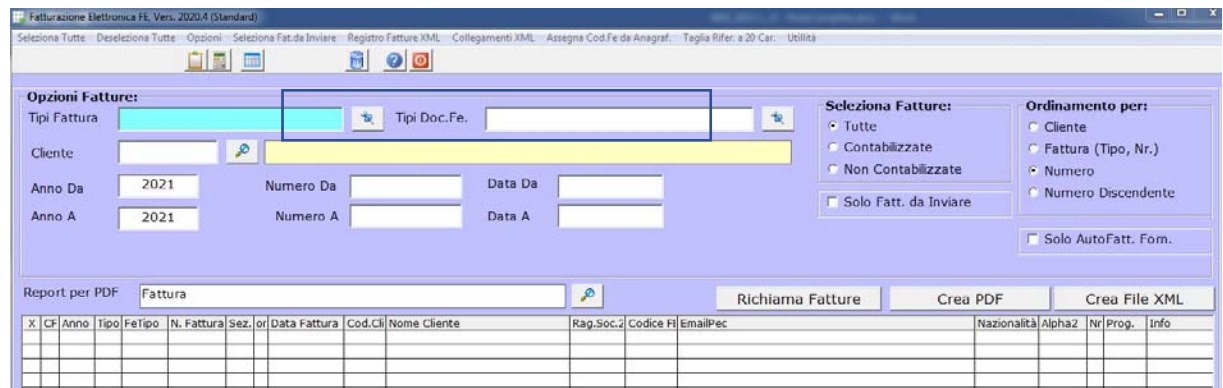 Fatturazione Elettronica FE, Vers. 2020.4 (Standard)
Seleziona Tutte Deseleziona Tutte Opzioni Seleziona Fat.da Inviare Registro Fatture XML Collegamenti XML Assegna Cod.Fe da Anagraf. Taglia Rifer. a 20 Car. Utilità
Opzioni Fatture:
Tipi Fattura Tipi Doc.Fe.
Cliente
Anno Da 2021 Numero Da Data Da
Anno A 2021 Numero A Data A
Seleziona Fatture:
Tutte
Contabilizzate
Non Contabilizzate
Solo Fatt. da Inviare
Ordinamento per:
Cliente
Fattura (Tipo, Nr.)
Numero
Numero Discendente
Solo AutoFatt. Forn.
Report per PDF Fattura Richiama Fatture Crea PDF Crea File XML
X CF Anno Tipo FeTipo N. Fattura Sez. or Data Fattura Cod.Cli Nome Cliente Rag.Soc.2 Codice FI EmailPec Nazionalità Alpha2 Nr Prog. Info